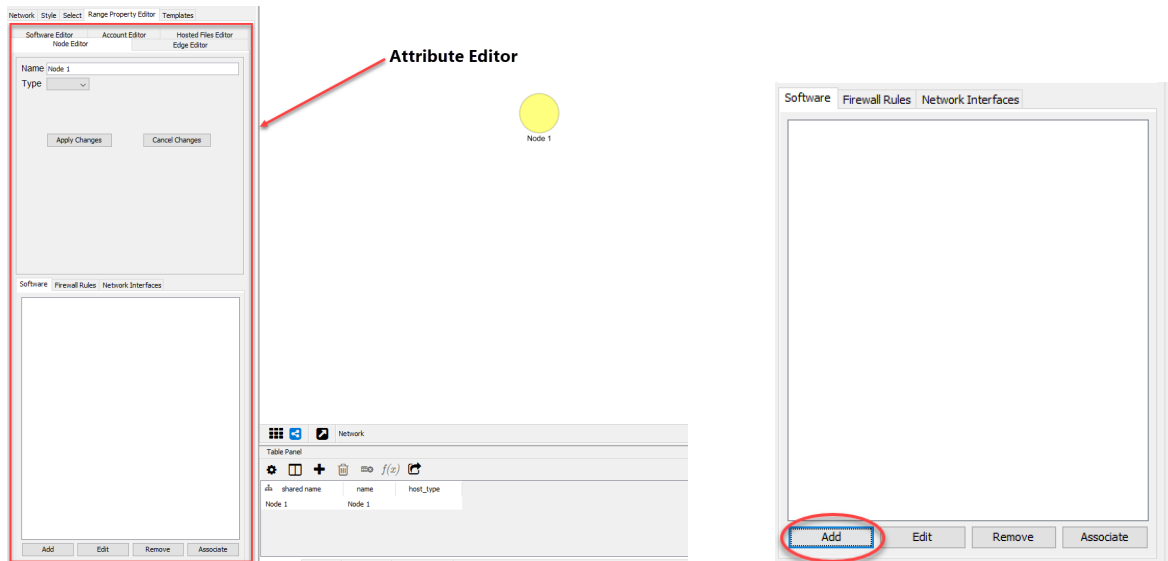 Network Style Select Range Property Editor Templates
Software Editor Account Editor Hosted Files Editor
Node Editor Edge Editor
Name Node 1
Type
Apply Changes Cancel Changes
Software Firewall Rules Network Interfaces
Add Edit Remove Associate
Attribute Editor
Node 1
Network
Table Panel
f(x)
shared name name host_type
Node 1 Node 1
Software Firewall Rules Network Interfaces
Add Edit Remove Associate